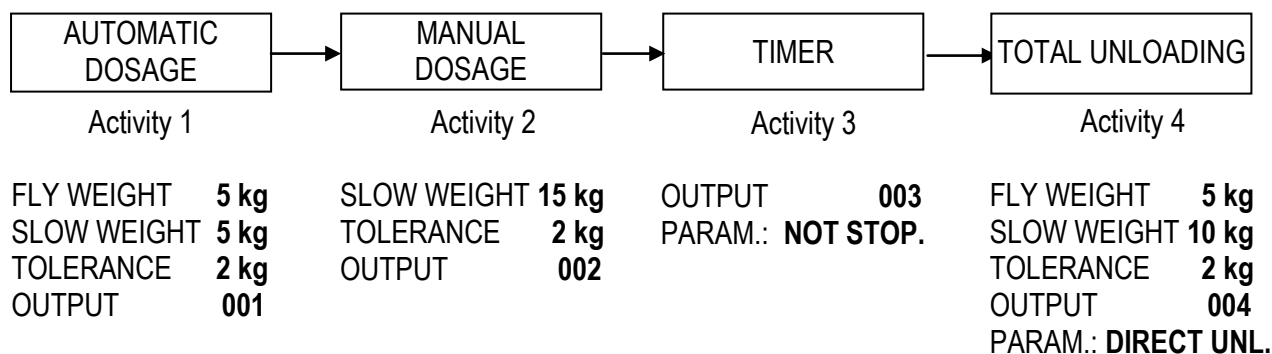 AUTOMATIC
DOSAGE
MANUAL
DOSAGE
TIMER
TOTAL UNLOADING
Activity 1
Activity 2
Activity 3
Activity 4
FLY WEIGHT 5 kg
SLOW WEIGHT 5 kg
TOLERANCE 2 kg
OUTPUT 001
SLOW WEIGHT 15 kg
TOLERANCE 2 kg
OUTPUT 002
OUTPUT 003
PARAM.: NOT STOP.
FLY WEIGHT 5 kg
SLOW WEIGHT 10 kg
TOLERANCE 2 kg
OUTPUT 004
PARAM.: DIRECT UNL.